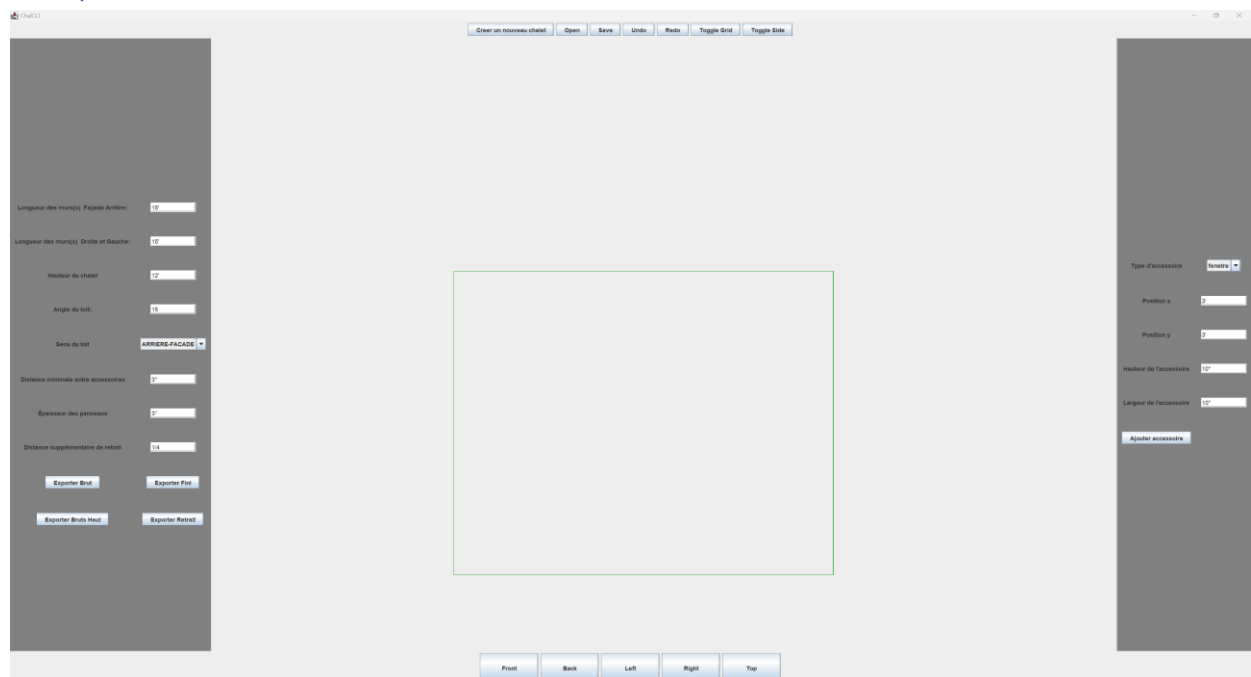 ChalCLT
Creer un nouveau chalet Open Save Undo Redo Toggle Grid Toggle Side
Longueur des murs(s) Façade Arrière: 15'
Longueur des murs(s) Droite et Gauche: 15'
Hauteur du chalet 12'
Angle du toit: 15
Sens du toit ARRIERE-FACADE
Distance minimale entre accessoires 3"
Épaisseur des panneaux 3"
Distance supplémentaire de retrait 1/4
Exporter Brut Exporter Fini
Exporter Bruts Haut Exporter Retrait
Type d'accessoire fenetre
Position x 3'
Position y 3'
Hauteur de l'accessoire 10"
Largeur de l'accessoire 10"
Ajouter accessoire
Front Back Left Right Top